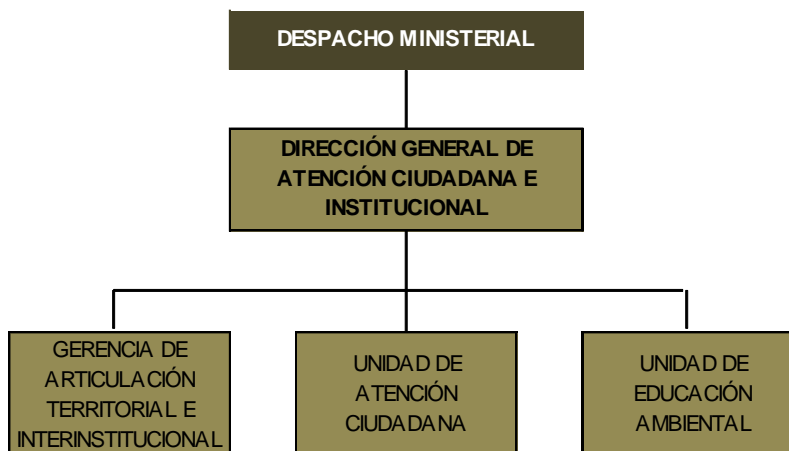 DESPACHO MINISTERIAL
DIRECCIÓN GENERAL DE
ATENCIÓN CIUDADANA E
INSTITUCIONAL
GERENCIA DE
ARTICULACIÓN
TERRITORIAL E
INTERINSTITUCIONAL
UNIDAD DE
ATENCIÓN
CIUDADANA
UNIDAD DE
EDUCACIÓN
AMBIENTAL